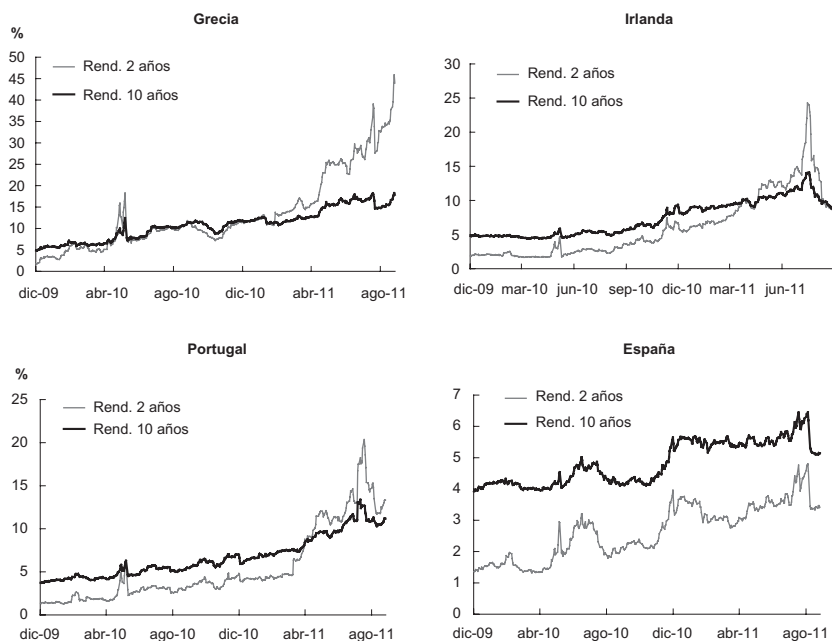 Grecia
%
50
45
40
35
30
25
20
15
10
5
0
Rend. 2 años
Rend. 10 años
dic-09 abr-10 ago-10 dic-10 abr-11 ago-11
Irlanda
30
25
20
15
10
5
0
Rend. 2 años
Rend. 10 años
dic-09 mar-10 jun-10 sep-10 dic-10 mar-11 jun-11
Portugal
%
25
20
15
10
5
0
Rend. 2 años
Rend. 10 años
dic-09 abr-10 ago-10 dic-10 abr-11 ago-11
España
7
6
5
4
3
2
1
0
Rend. 2 años
Rend. 10 años
dic-09 abr-10 ago-10 dic-10 abr-11 ago-11